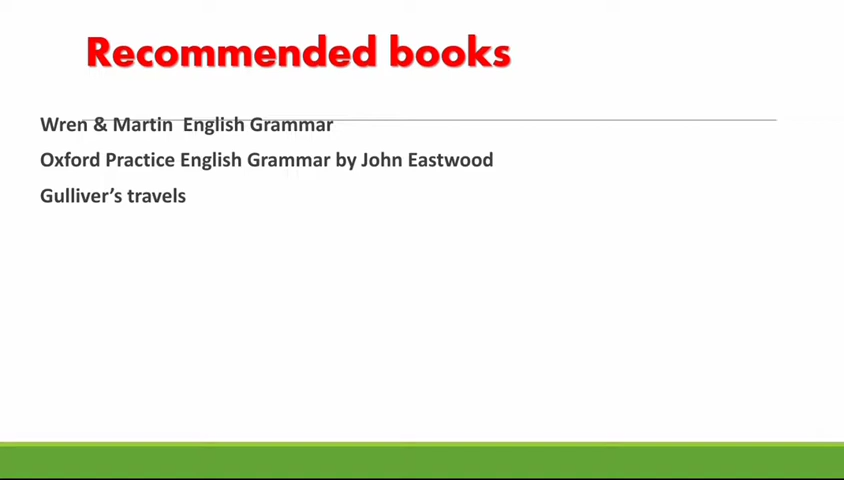 Recommended books
Wren & Martin  English Grammar
Oxford Practice English Grammar by John Eastwood
Gulliver’s travels